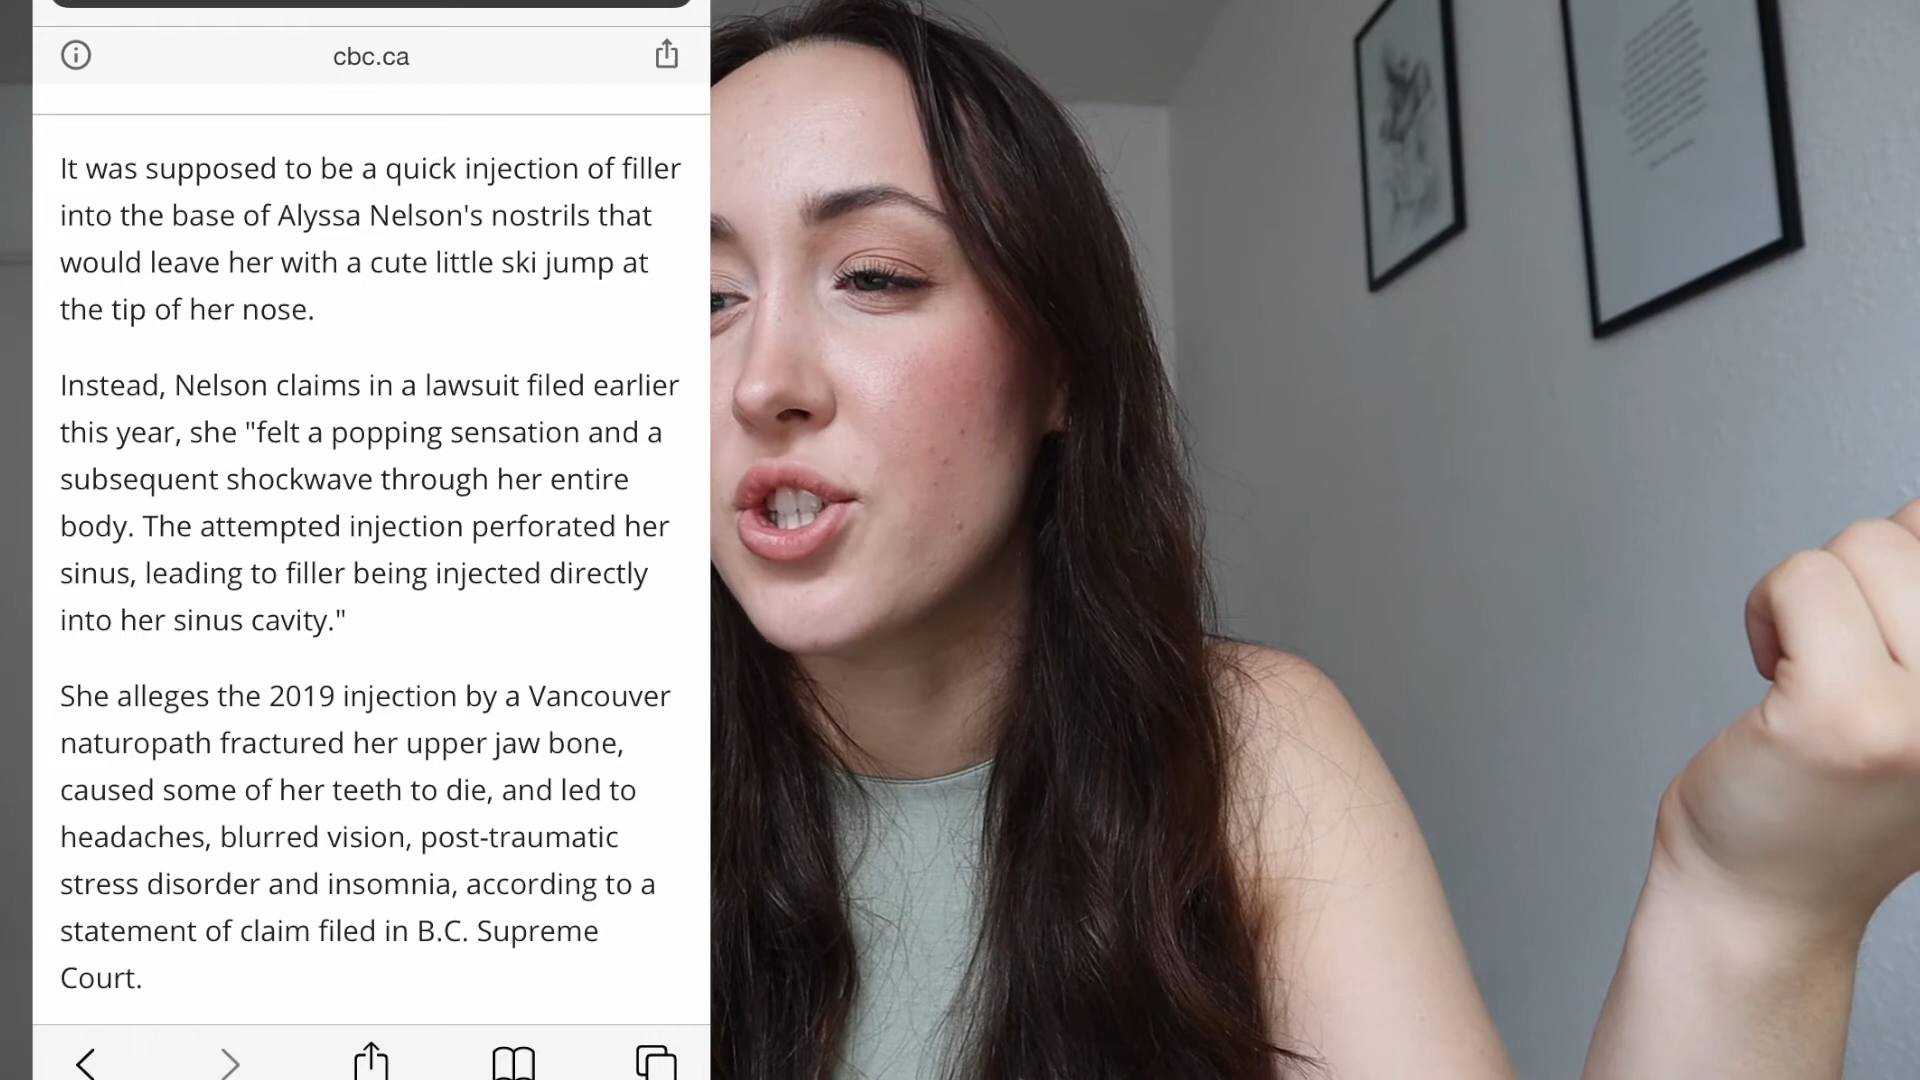 cbc.ca
It was supposed to be a quick injection of filler
into the base of Alyssa Nelson's nostrils that
would leave her with a cute little ski jump at
the tip of her nose.
Instead, Nelson claims in a lawsuit filed earlier
this year, she "felt a popping sensation and a
subsequent shockwave through her entire
body. The attempted injection perforated her
sinus, leading to filler being injected directly
into her sinus cavity."
She alleges the 2019 injection by a Vancouver
naturopath fractured her upper jaw bone,
caused some of her teeth to die, and led to
headaches, blurred vision, post-traumatic
stress disorder and insomnia, according to a
statement of claim filed in B.C. Supreme
Court.